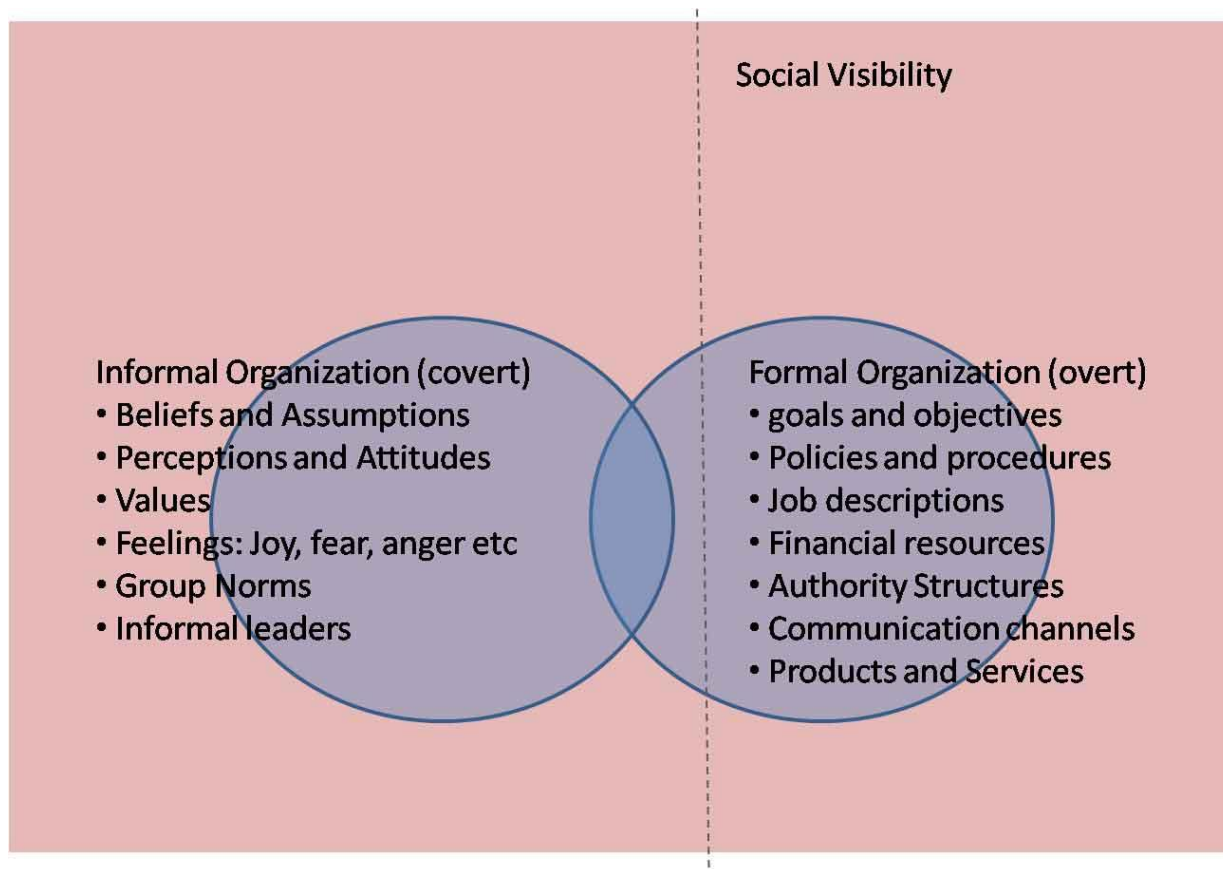 Social Visibility
Informal Organization (covert)
• Beliefs and Assumptions
• Perceptions and Attitudes
• Values
• Feelings: Joy, fear, anger etc
• Group Norms
• Informal leaders
Formal Organization (overt)
• goals and objectives
• Policies and procedures
• Job descriptions
• Financial resources
• Authority Structures
• Communication channels
• Products and Services